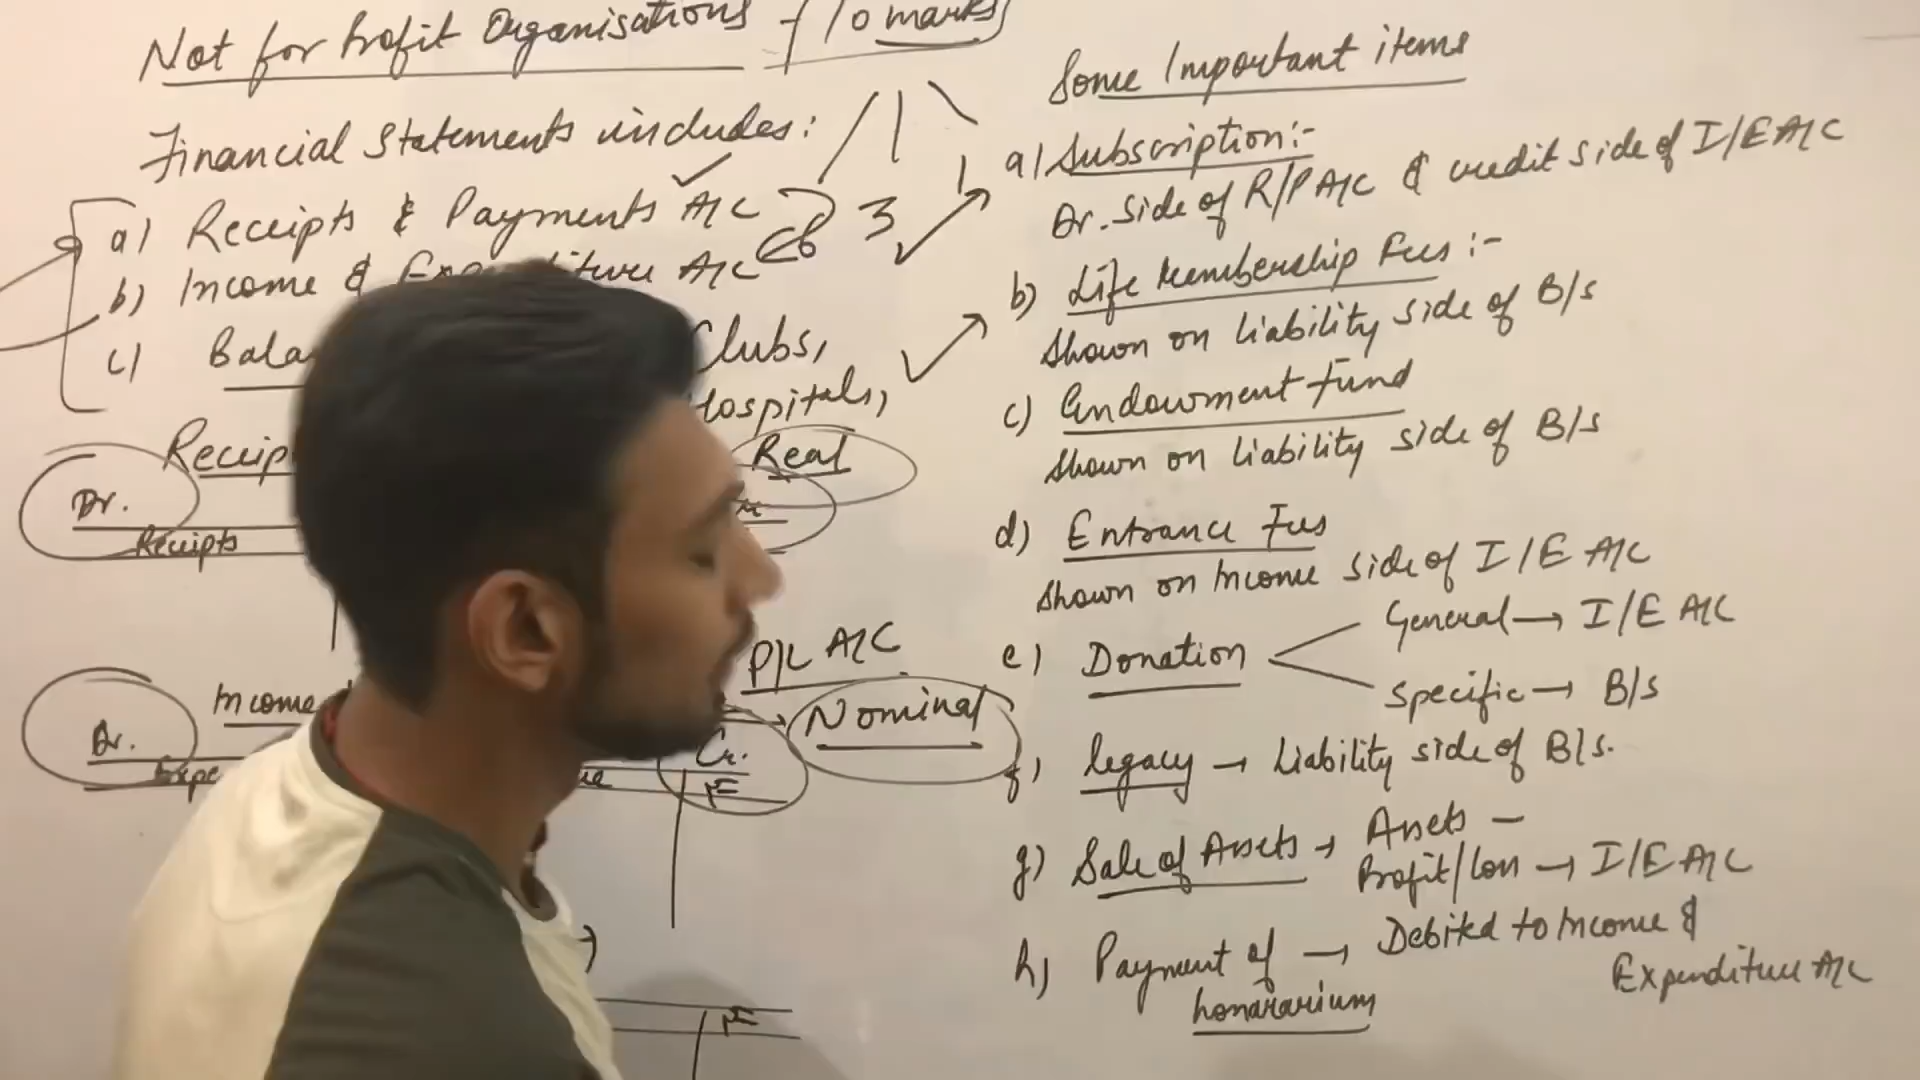 Not for Profit Organisations - 10 marks
Financial Statements includes:
a) Receipts & Payments A/C
b) Income & Expenditure A/C
c) Bala
Clubs,
Hospitals,
Real
Receip
Dr.
Receipts
P/L A/C
Income
Nominal
Dr.
Cr.
Expe
3
Some Important items
a) Subscription:-
Dr. Side of R/P A/C & credit side of I/E A/C
b) Life Membership Fees :-
Shown on liability side of B/s
c) Endowment Fund
Shown on liability side of B/s
d) Entrance Fees
Shown on Income side of I/E A/C
e) Donation
General → I/E A/C
Specific → B/s
f) legacy → Liability side of B/s.
g) Sale of Assets → Assets -
Profit/loss → I/E A/C
h) Payment of honararium → Debited to Income &
Expenditure A/C